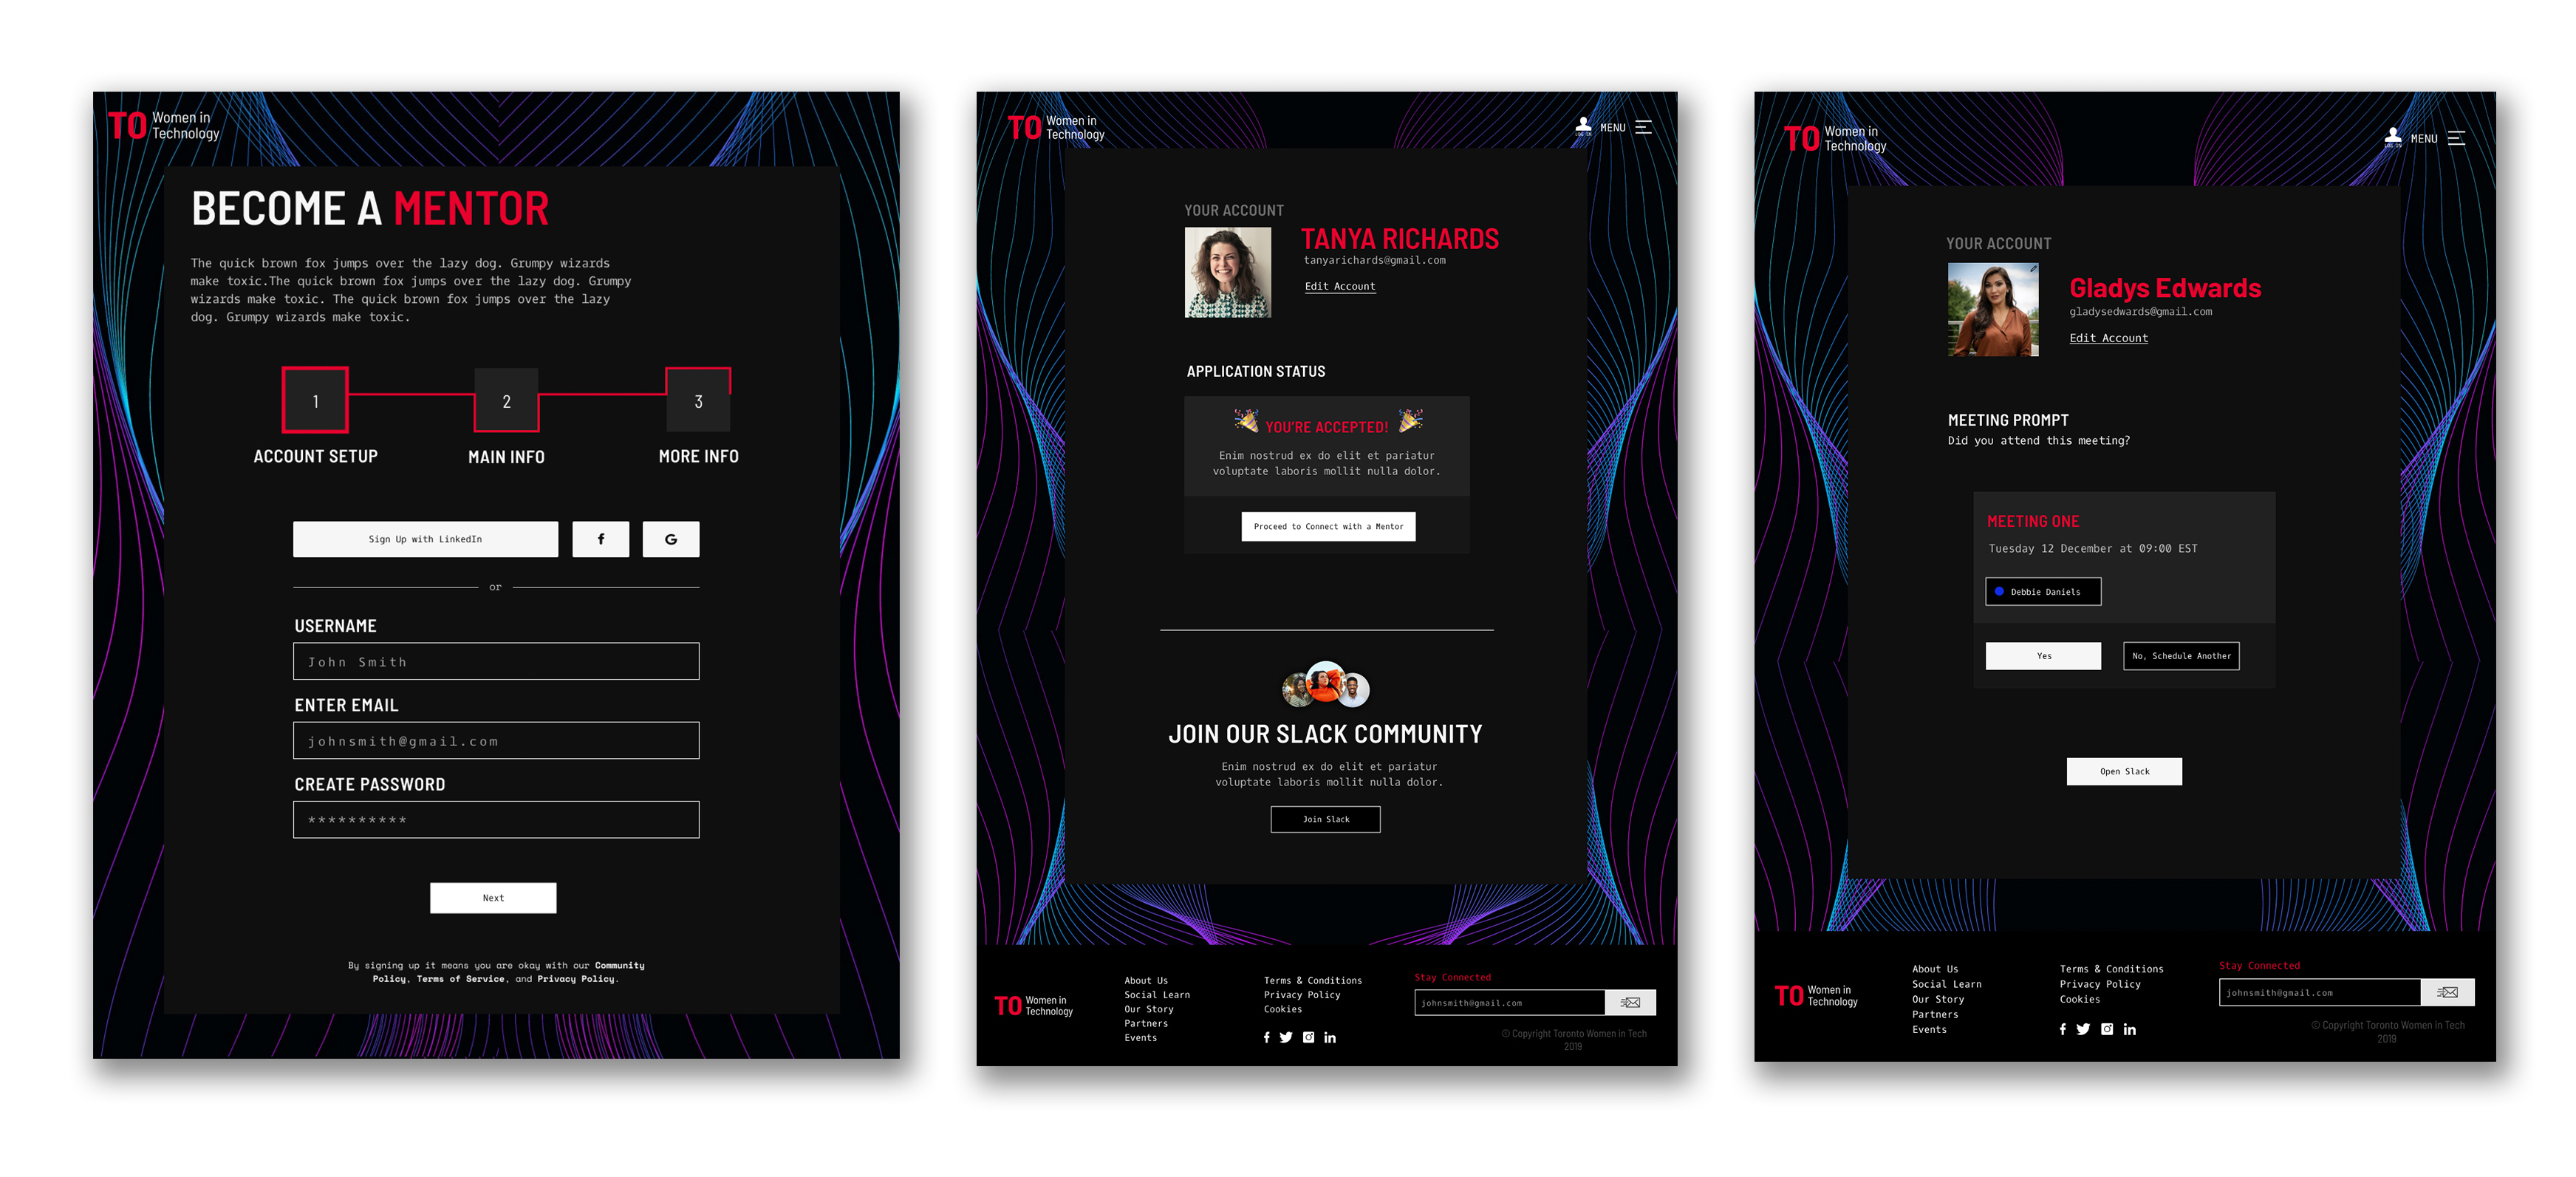 TO Women in
Technology
BECOME A MENTOR
The quick brown fox jumps over the lazy dog. Grumpy wizards
make toxic.The quick brown fox jumps over the lazy dog. Grumpy
wizards make toxic. The quick brown fox jumps over the lazy
dog. Grumpy wizards make toxic.
1 2 3
ACCOUNT SETUP MAIN INFO MORE INFO
Sign Up with LinkedIn f G
or
USERNAME
John Smith
ENTER EMAIL
johnsmith@gmail.com
CREATE PASSWORD
**********
Next
By signing up it means you are okay with our Community
Policy, Terms of Service, and Privacy Policy.
TO Women in
Technology
LOG IN MENU
YOUR ACCOUNT
TANYA RICHARDS
tanyarichards@gmail.com
Edit Account
APPLICATION STATUS
YOU'RE ACCEPTED!
Enim nostrud ex do elit et pariatur
voluptate laboris mollit nulla dolor.
Proceed to Connect with a Mentor
JOIN OUR SLACK COMMUNITY
Enim nostrud ex do elit et pariatur
voluptate laboris mollit nulla dolor.
Join Slack
TO Women in
Technology
About Us
Social Learn
Our Story
Partners
Events
Terms & Conditions
Privacy Policy
Cookies
f in
Stay Connected
johnsmith@gmail.com
© Copyright Toronto Women in Tech
2019
TO Women in
Technology
LOG IN MENU
YOUR ACCOUNT
Gladys Edwards
gladysedwards@gmail.com
Edit Account
MEETING PROMPT
Did you attend this meeting?
MEETING ONE
Tuesday 12 December at 09:00 EST
Debbie Daniels
Yes No, Schedule Another
Open Slack
TO Women in
Technology
About Us
Social Learn
Our Story
Partners
Events
Terms & Conditions
Privacy Policy
Cookies
f in
Stay Connected
johnsmith@gmail.com
© Copyright Toronto Women in Tech
2019